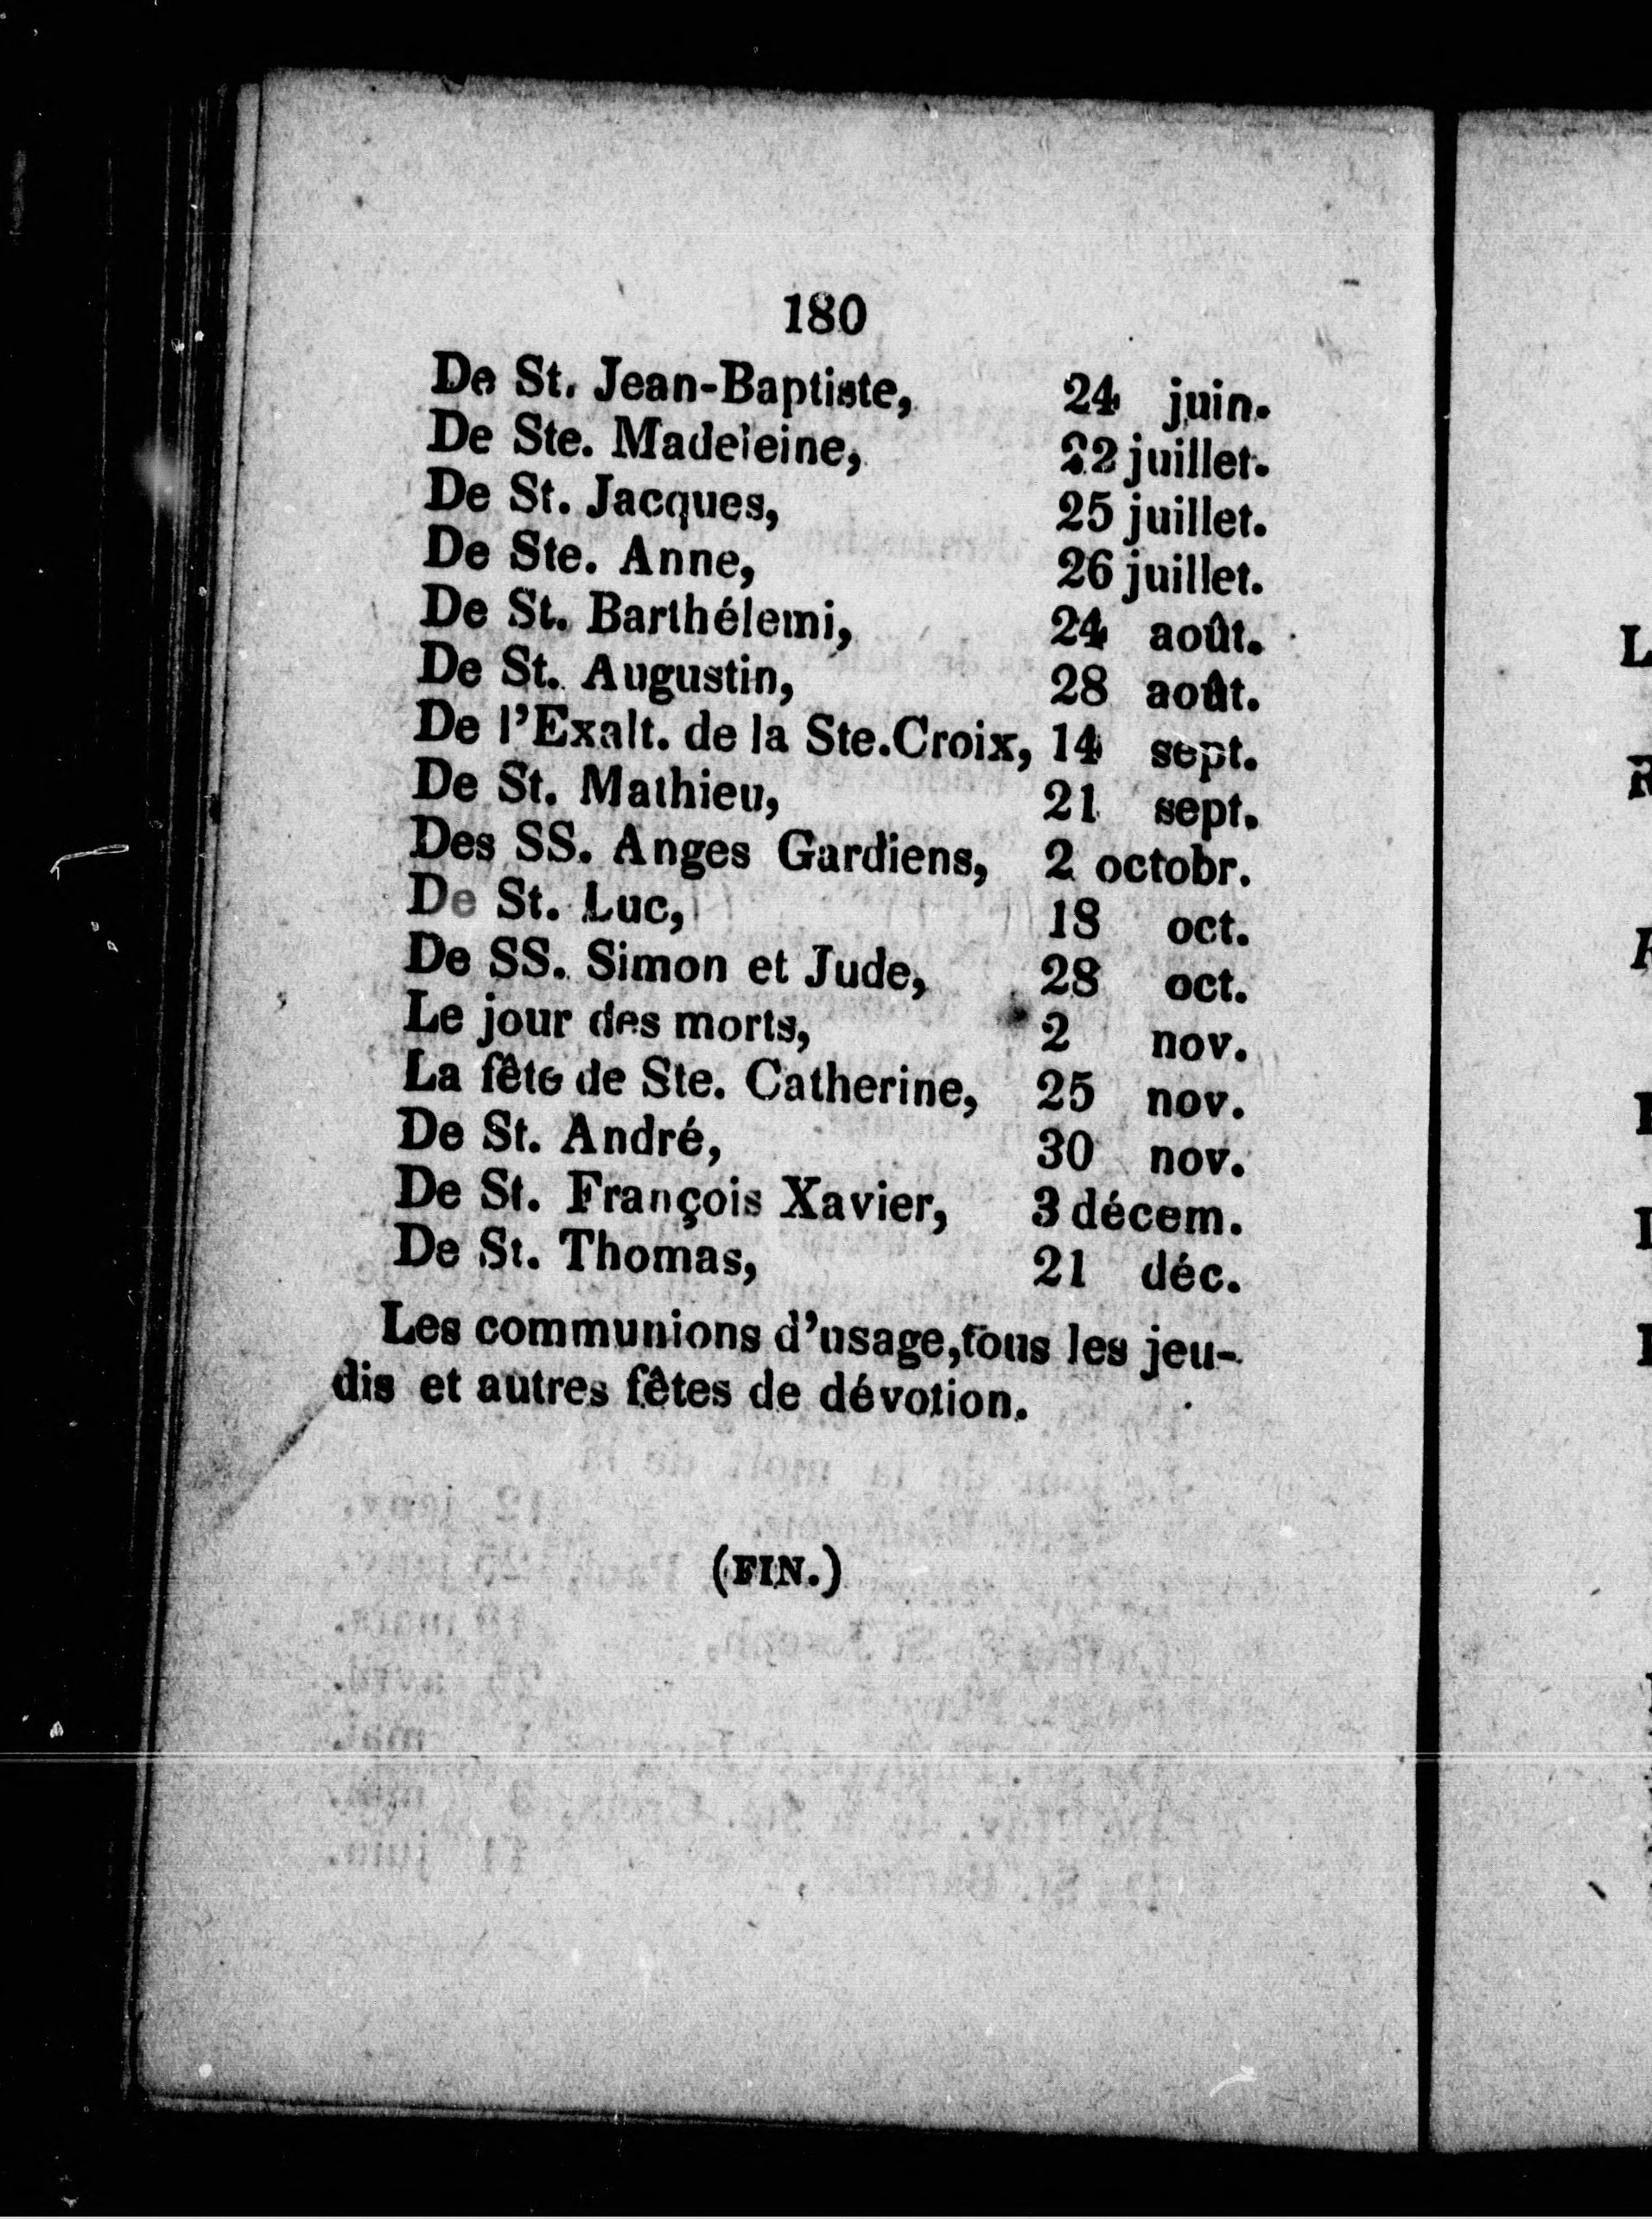 180
De St. Jean-Baptiste, 24 juin.
De Ste. Madeleine, 22 juillet.
De St. Jacques, 25 juillet.
De Ste. Anne, 26 juillet.
De St. Barthélemi, 24 août.
De St. Augustin, 28 août.
De l'Exalt. de la Ste.Croix, 14 sept.
De St. Mathieu, 21 sept.
Des SS. Anges Gardiens, 2 octobr.
De St. Luc, 18 oct.
De SS. Simon et Jude, 28 oct.
Le jour des morts, 2 nov.
La fête de Ste. Catherine, 25 nov.
De St. André, 30 nov.
De St. François Xavier, 3 décem.
De St. Thomas, 21 déc.
Les communions d'usage,tous les jeu-
dis et autres fêtes de dévotion.
(FIN.)